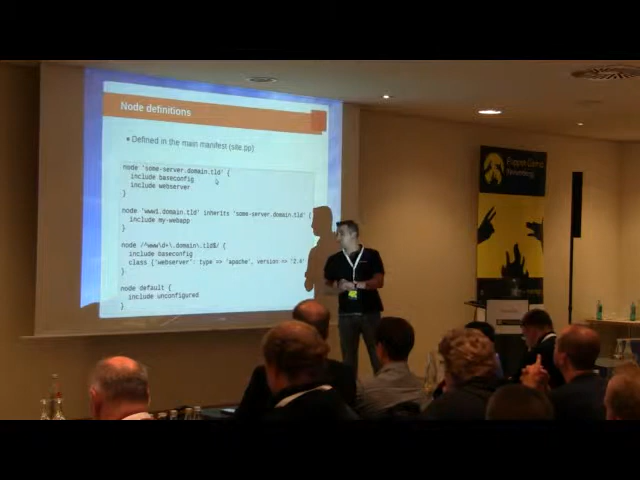 Node definitions
Defined in the main manifest (site.pp)
node 'some-server.domain.tld' {
include baseconfig
include webserver
}
node 'www1.domain.tld' inherits 'some-server.domain.tld' {
include my-webapp
}
node /^www\d+\.domain\.tld$/ {
include baseconfig
class {'webserver': type => 'apache', version => '2.4'
}
node default {
include unconfigured
}
Puppet Camp